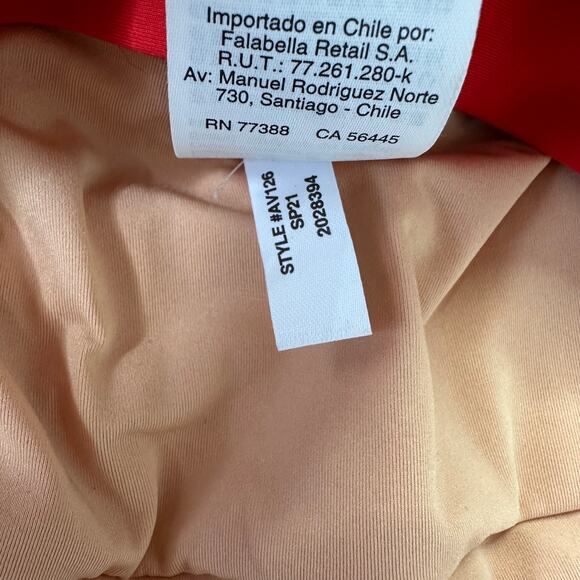 Importado en Chile por:
Falabella Retail S.A.
R.U.T.: 77.261.280-k
Av: Manuel Rodriguez Norte
730, Santiago - Chile
RN 77388 CA 56445
STYLE #AV126
SP21
2028394